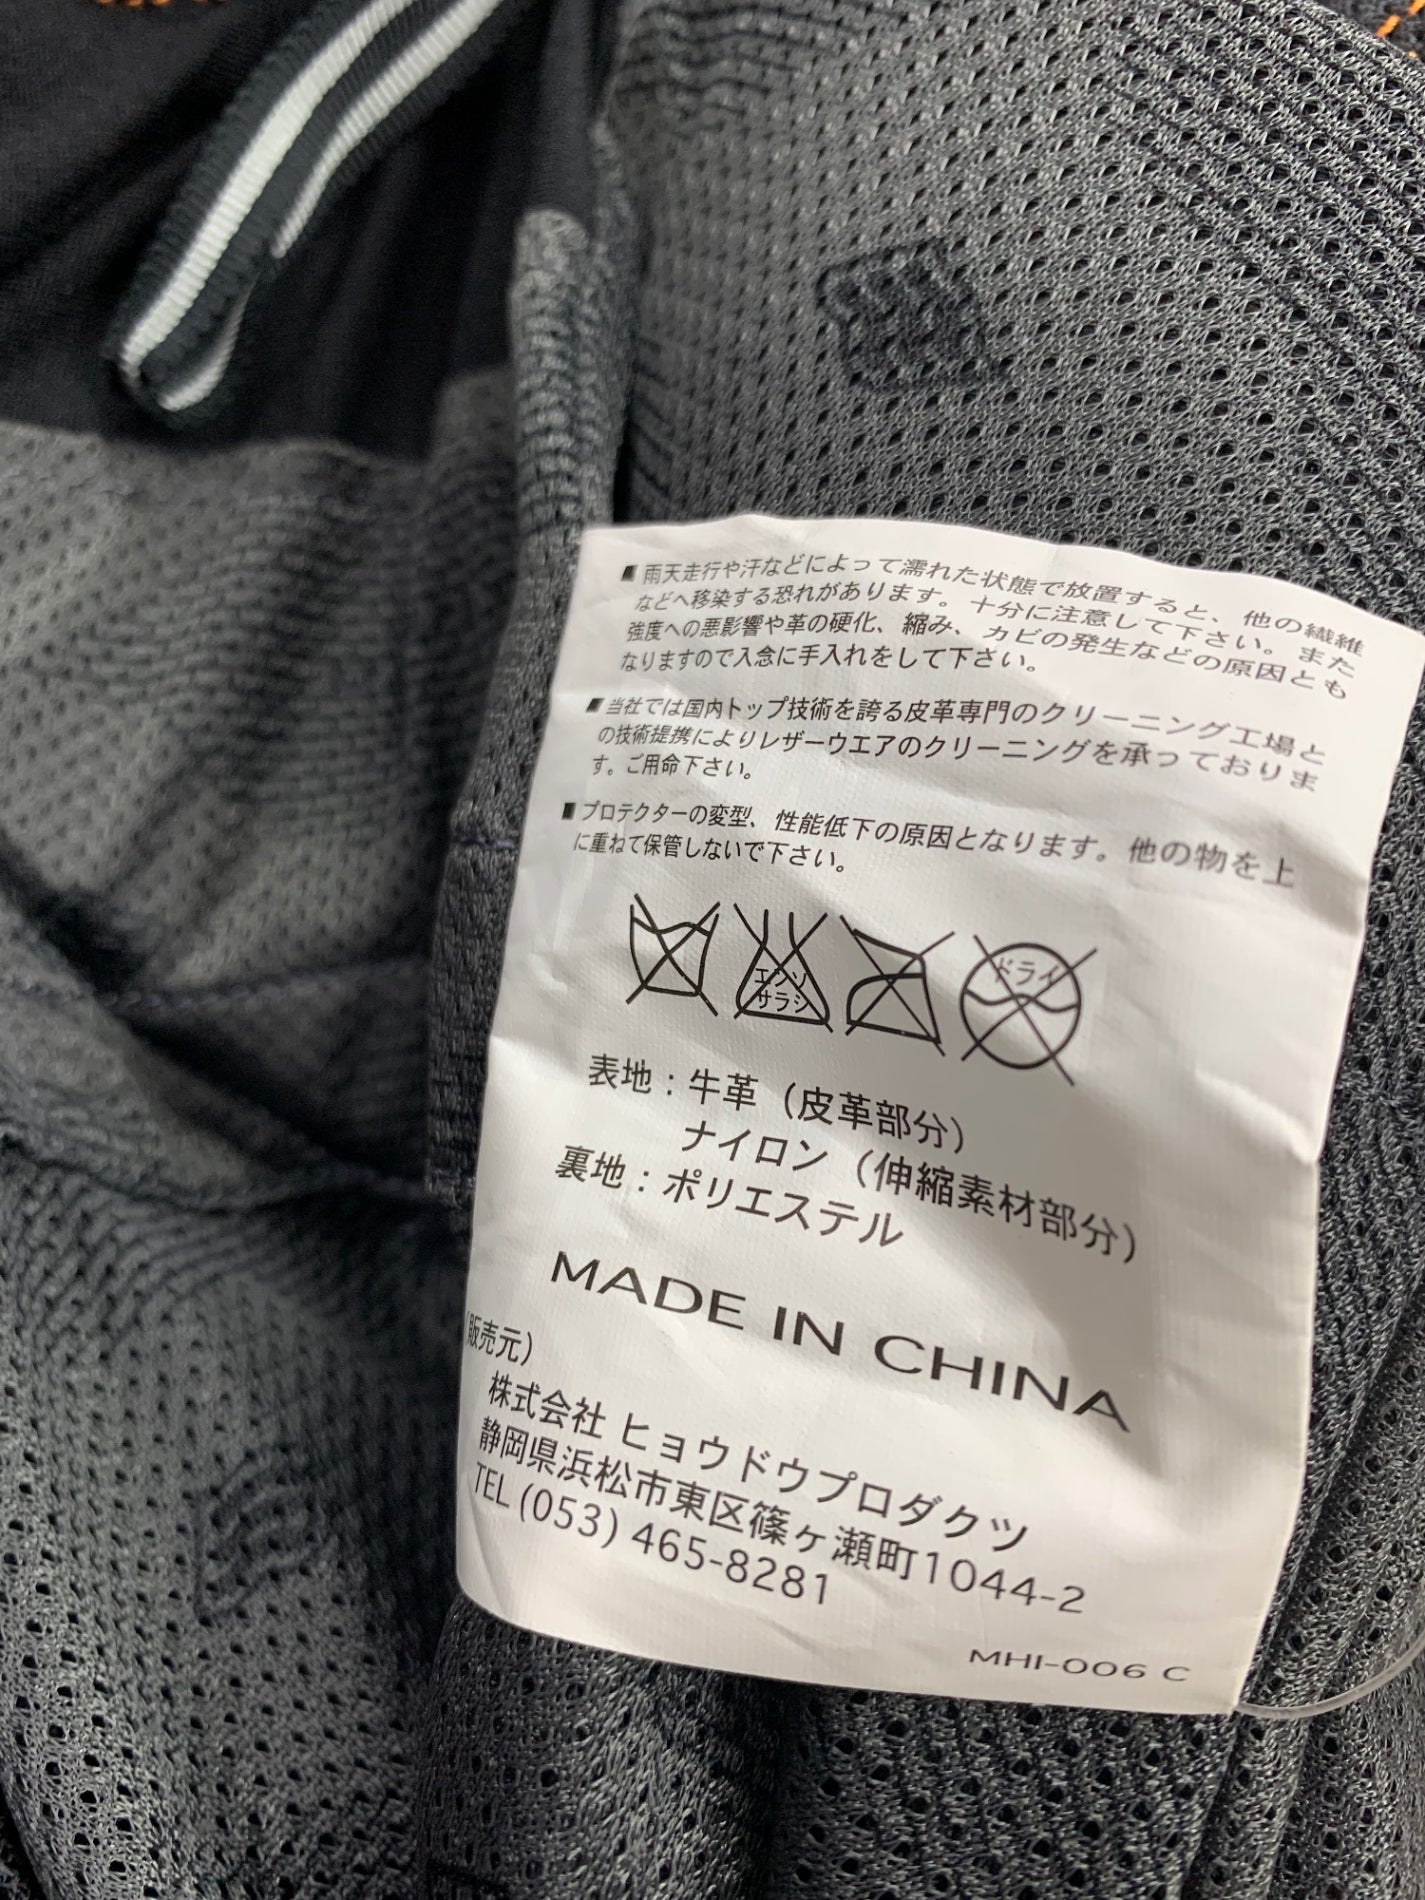 ■ 雨天走行や汗などによって濡れた状態で放置すると、他の繊維
などへ移染する恐れがあります。十分に注意して下さい。また
強度への悪影響や革の硬化、縮み、カビの発生などの原因とも
なりますので入念に手入れをして下さい。
■ 当社では国内トップ技術を誇る皮革専門のクリーニング工場と
の技術提携によりレザーウエアのクリーニングを承っておりま
す。ご用命下さい。
■ プロテクターの変型、性能低下の原因となります。他の物を上
に重ねて保管しないで下さい。
エンソ
サラシ
ドライ
表地：牛革（皮革部分）
ナイロン（伸縮素材部分）
裏地：ポリエステル
MADE IN CHINA
（販売元）
株式会社 ヒョウドウプロダクツ
静岡県浜松市東区篠ヶ瀬町1044-2
TEL (053) 465-8281
MHI-006 C